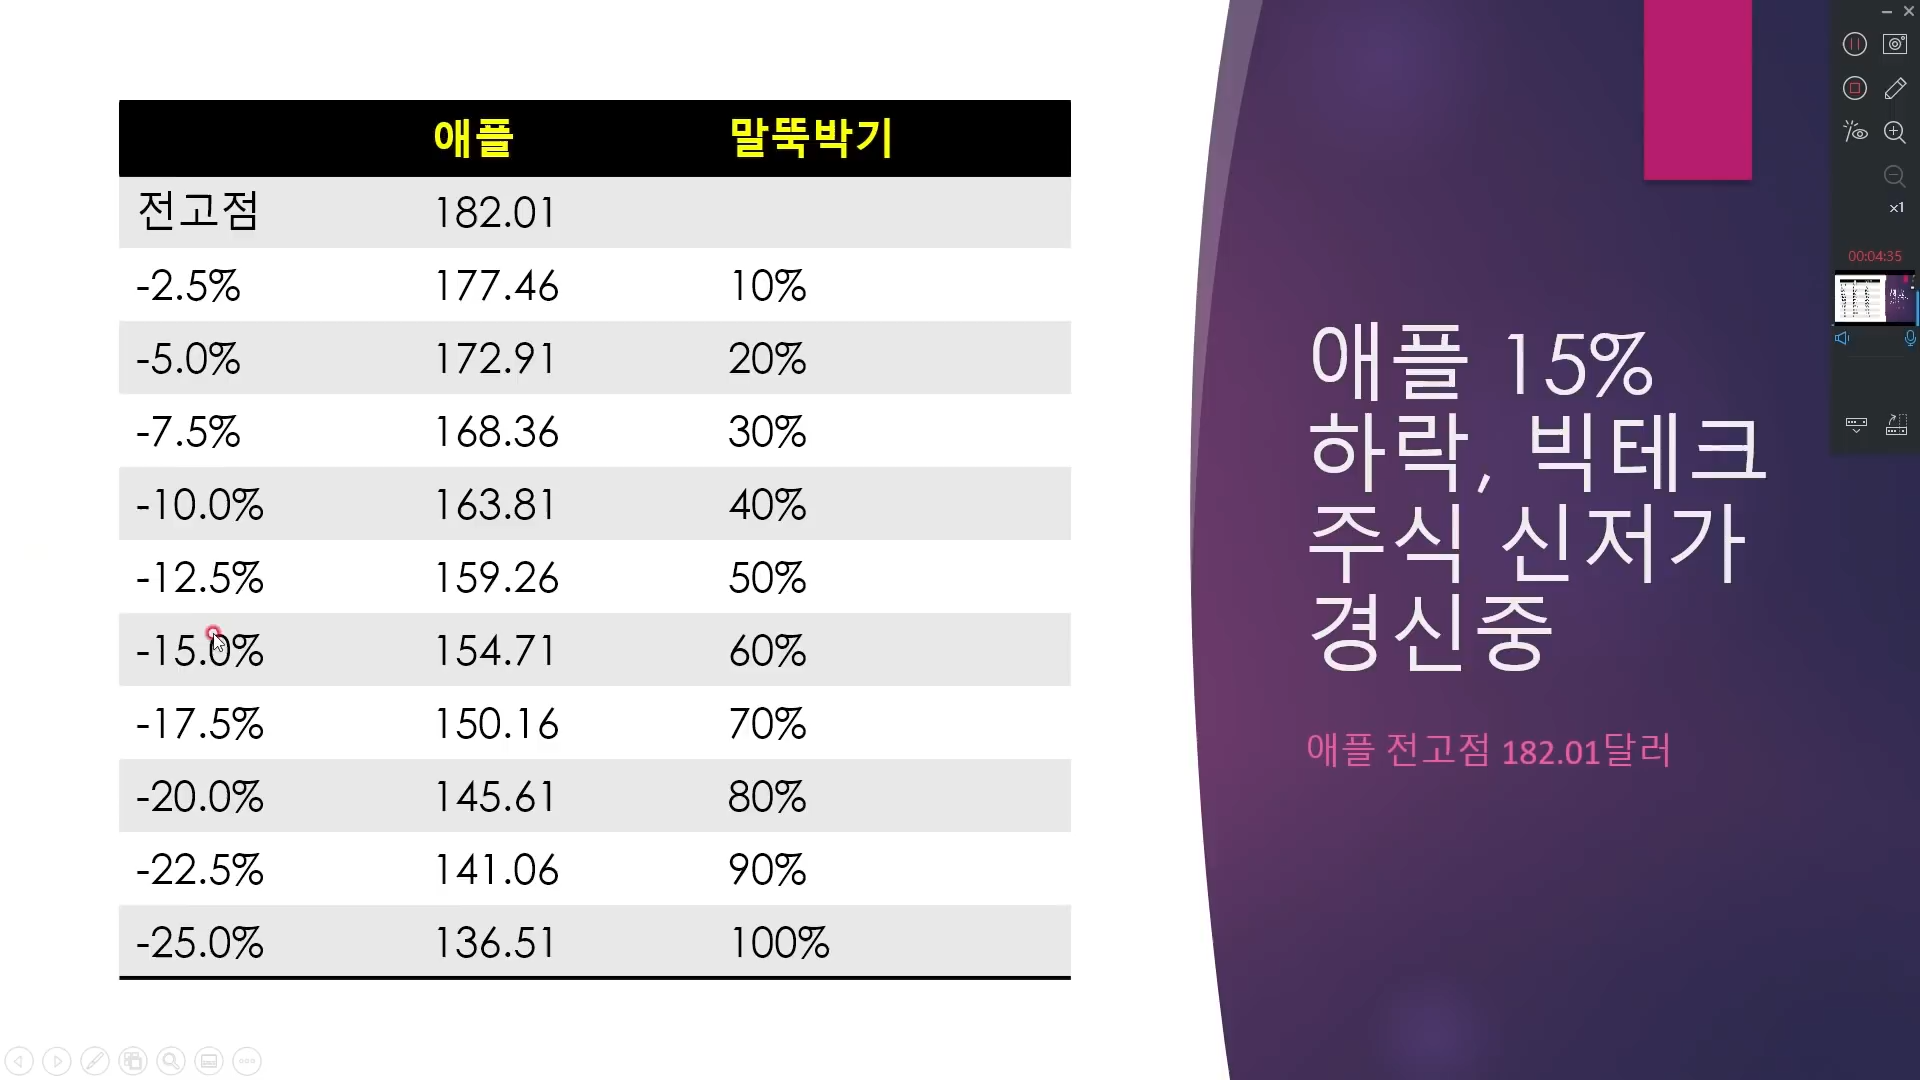 애플 말뚝박기
전고점 182.01
-2.5% 177.46 10%
-5.0% 172.91 20%
-7.5% 168.36 30%
-10.0% 163.81 40%
-12.5% 159.26 50%
-15.0% 154.71 60%
-17.5% 150.16 70%
-20.0% 145.61 80%
-22.5% 141.06 90%
-25.0% 136.51 100%
애플 15%
하락, 빅테크
주식 신저가
경신중
애플 전고점 182.01달러
x1
00:04:35